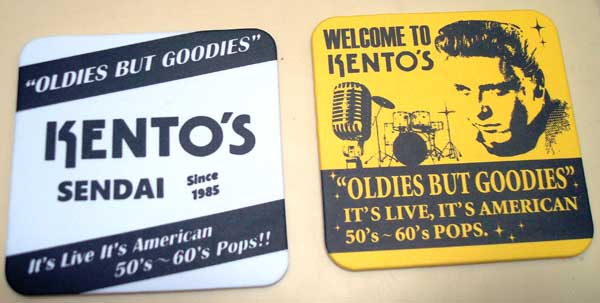 "OLDIES BUT GOODIES"
KENTO'S
SENDAI
Since
1985
It's Live It's American
50's~60's Pops!!
WELCOME TO
KENTO'S
"OLDIES BUT GOODIES"
IT'S LIVE, IT'S AMERICAN
50's~60's POPS.